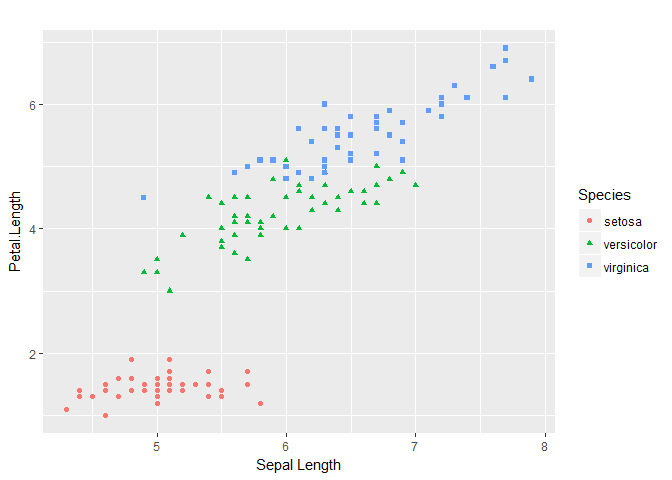 6
4
2
5
6
7
8
Petal.Length
Sepal Length
Species
setosa
versicolor
virginica